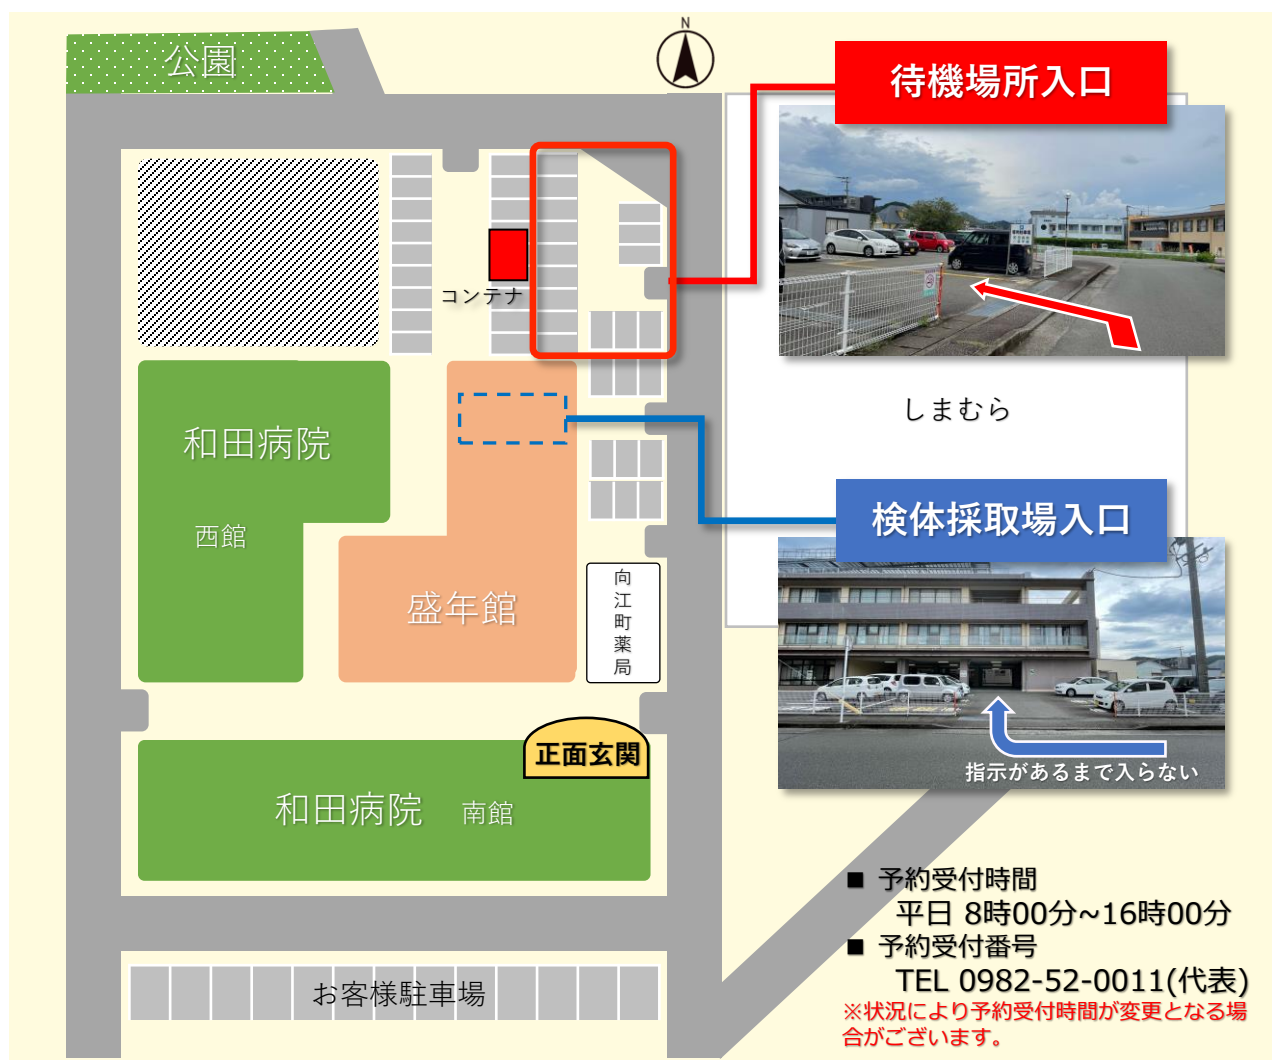 公園
N
待機場所入口
コンテナ
しまむら
和田病院
西館
検体採取場入口
盛年館
向江町薬局
指示があるまで入らない
正面玄関
和田病院 南館
■ 予約受付時間
平日 8時00分~16時00分
■ 予約受付番号
TEL 0982-52-0011(代表)
※状況により予約受付時間が変更となる場
合がございます。
お客様駐車場